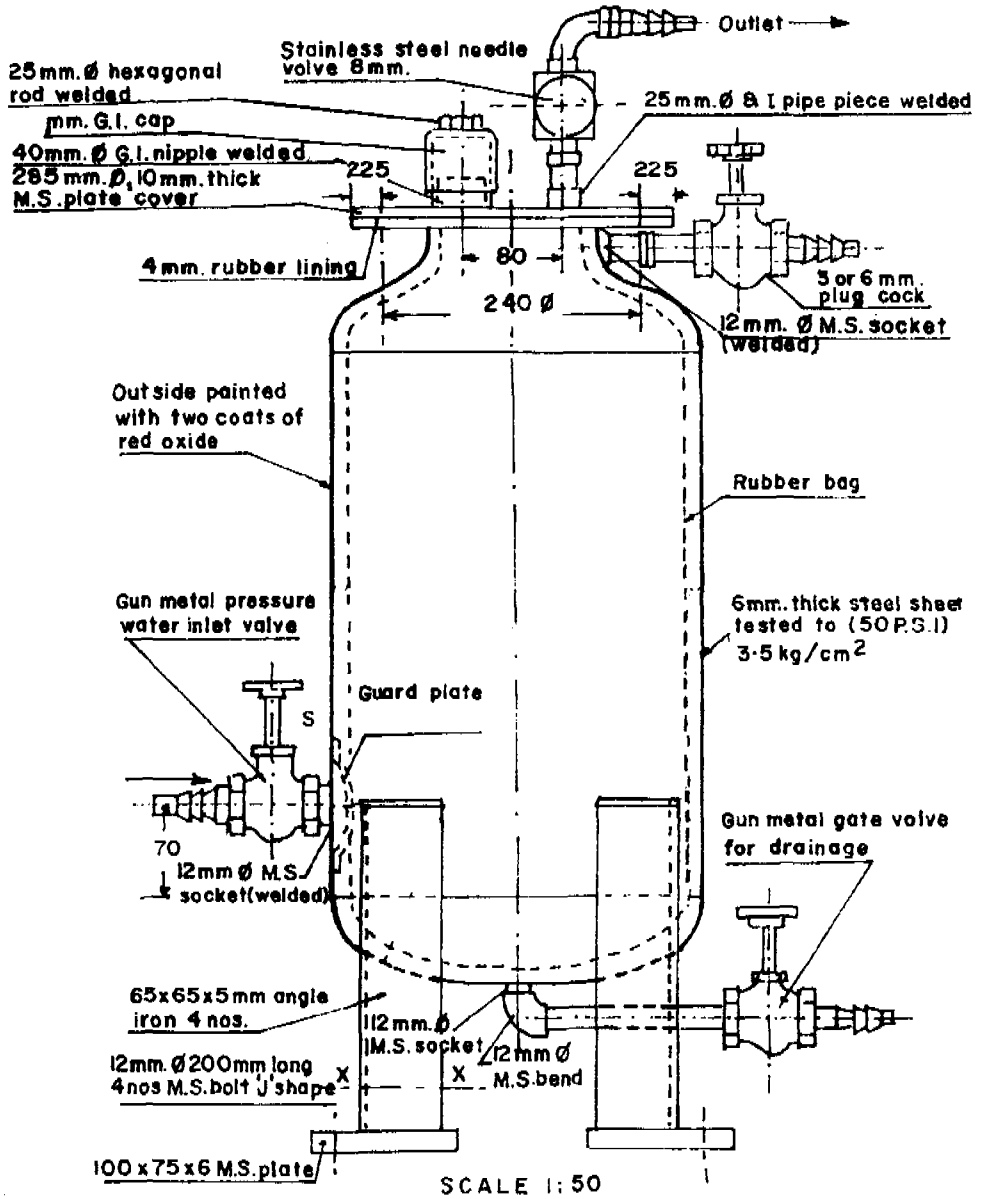 Outlet
Stainless steel needle
volve 8mm.
25mm. Ø hexagonal
rod welded
mm. G.I. cap
40mm. Ø G.I. nipple welded
285 mm. Ø, 10mm. thick
M.S. plate cover
225
25mm. Ø & I pipe piece welded
225
4mm. rubber lining
80
240 Ø
3 or 6 mm.
plug cock
12mm. Ø M.S. socket
(welded)
Outside painted
with two coats of
red oxide
Rubber bag
Gun metal pressure
water inlet valve
6mm. thick steel sheet
tested to (50 P.S.I)
3·5 kg/cm²
Guard plate
S
70
12mm Ø M.S.
socket(welded)
Gun metal gate valve
for drainage
65x65x5mm angle
iron 4 nos.
12mm. Ø
M.S. socket
12mm Ø
M.S. bend
12mm. Ø 200mm long
4nos M.S. bolt 'J' shape
X
X
100 x 75 x 6 M.S. plate
SCALE 1:50